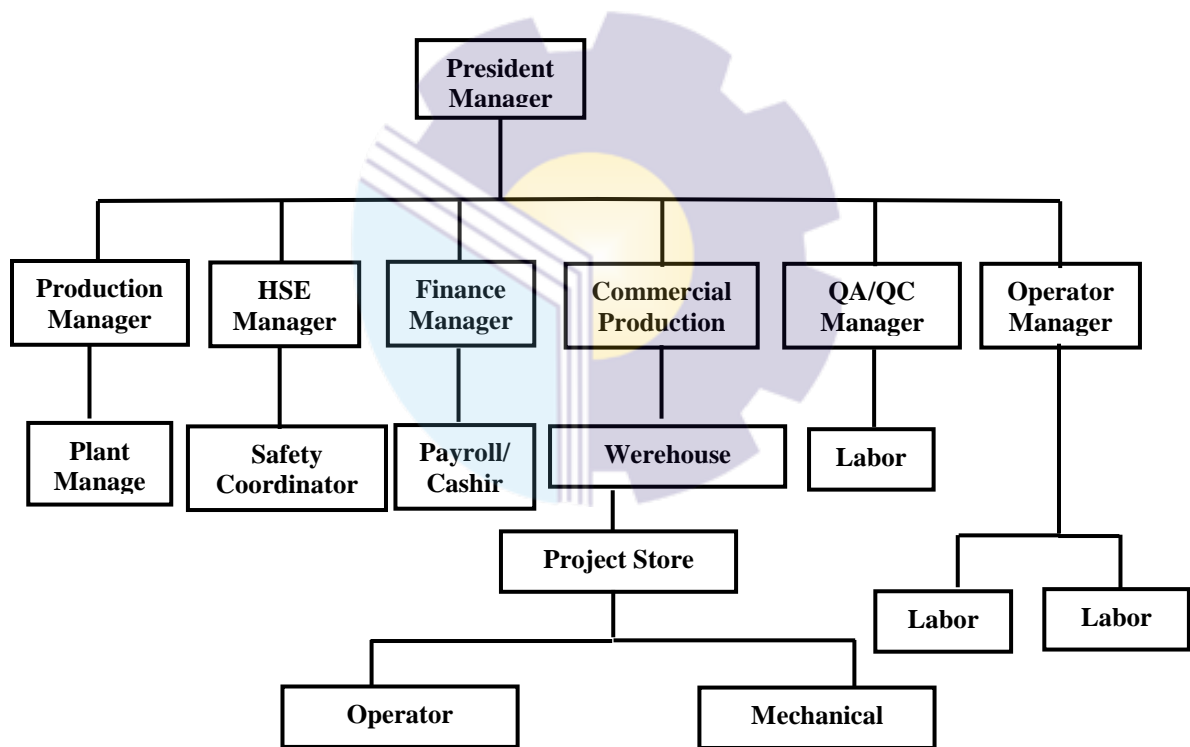 President
Manager
Production
Manager
HSE
Manager
Finance
Manager
Commercial
Production
QA/QC
Manager
Operator
Manager
Plant
Manage
Safety
Coordinator
Payroll/
Cashir
Werehouse
Labor
Project Store
Labor
Labor
Operator
Mechanical